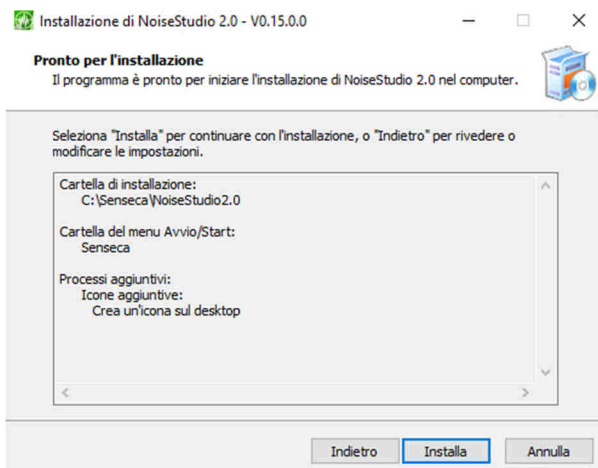 Installazione di NoiseStudio 2.0 - V0.15.0.0
Pronto per l'installazione
Il programma è pronto per iniziare l'installazione di NoiseStudio 2.0 nel computer.
Seleziona "Installa" per continuare con l'installazione, o "Indietro" per rivedere o
modificare le impostazioni.
Cartella di installazione:
C:\Senseca\NoiseStudio2.0
Cartella del menu Avvio/Start:
Senseca
Processi aggiuntivi:
Icone aggiuntive:
Crea un'icona sul desktop
Indietro
Installa
Annulla